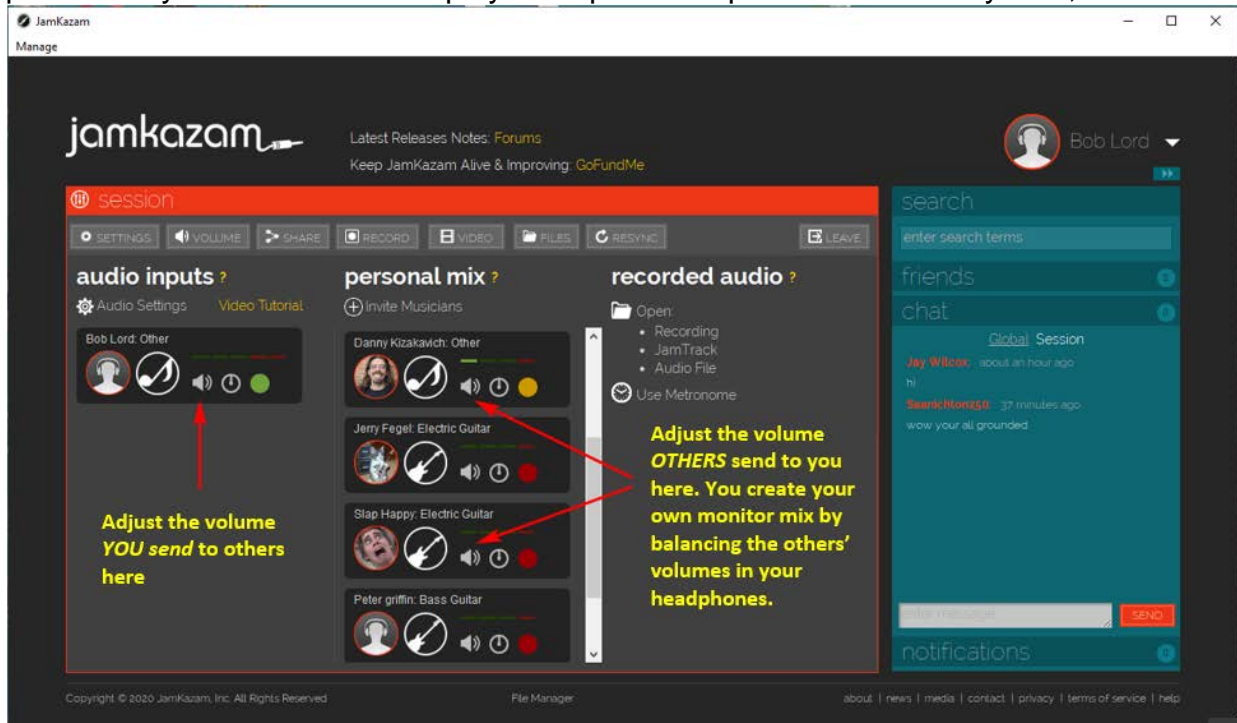 JamKazam
Manage
jamkazam
Latest Releases Notes: Forums
Keep JamKazam Alive & Improving: GoFundMe
Bob Lord
session
SETTINGS VOLUME SHARE RECORD VIDEO FILES RESYNC LEAVE
audio inputs ?
Audio Settings Video Tutorial
Bob Lord: Other
Adjust the volume
YOU send to others
here
personal mix ?
Invite Musicians
Danny Kizakavich: Other
Jerry Fegel: Electric Guitar
Slap Happy: Electric Guitar
Peter griffin: Bass Guitar
recorded audio ?
Open:
• Recording
• JamTrack
• Audio File
Use Metronome
Adjust the volume
OTHERS send to you
here. You create your
own monitor mix by
balancing the others’
volumes in your
headphones.
search
enter search terms
friends
chat
Global Session
Jay Wilcox: about an hour ago
hi
37 minutes ago
wow your all grounded
enter message
SEND
notifications
Copyright © 2020 JamKazam, Inc. All Rights Reserved
File Manager
about | news | media | contact | privacy | terms of service | help